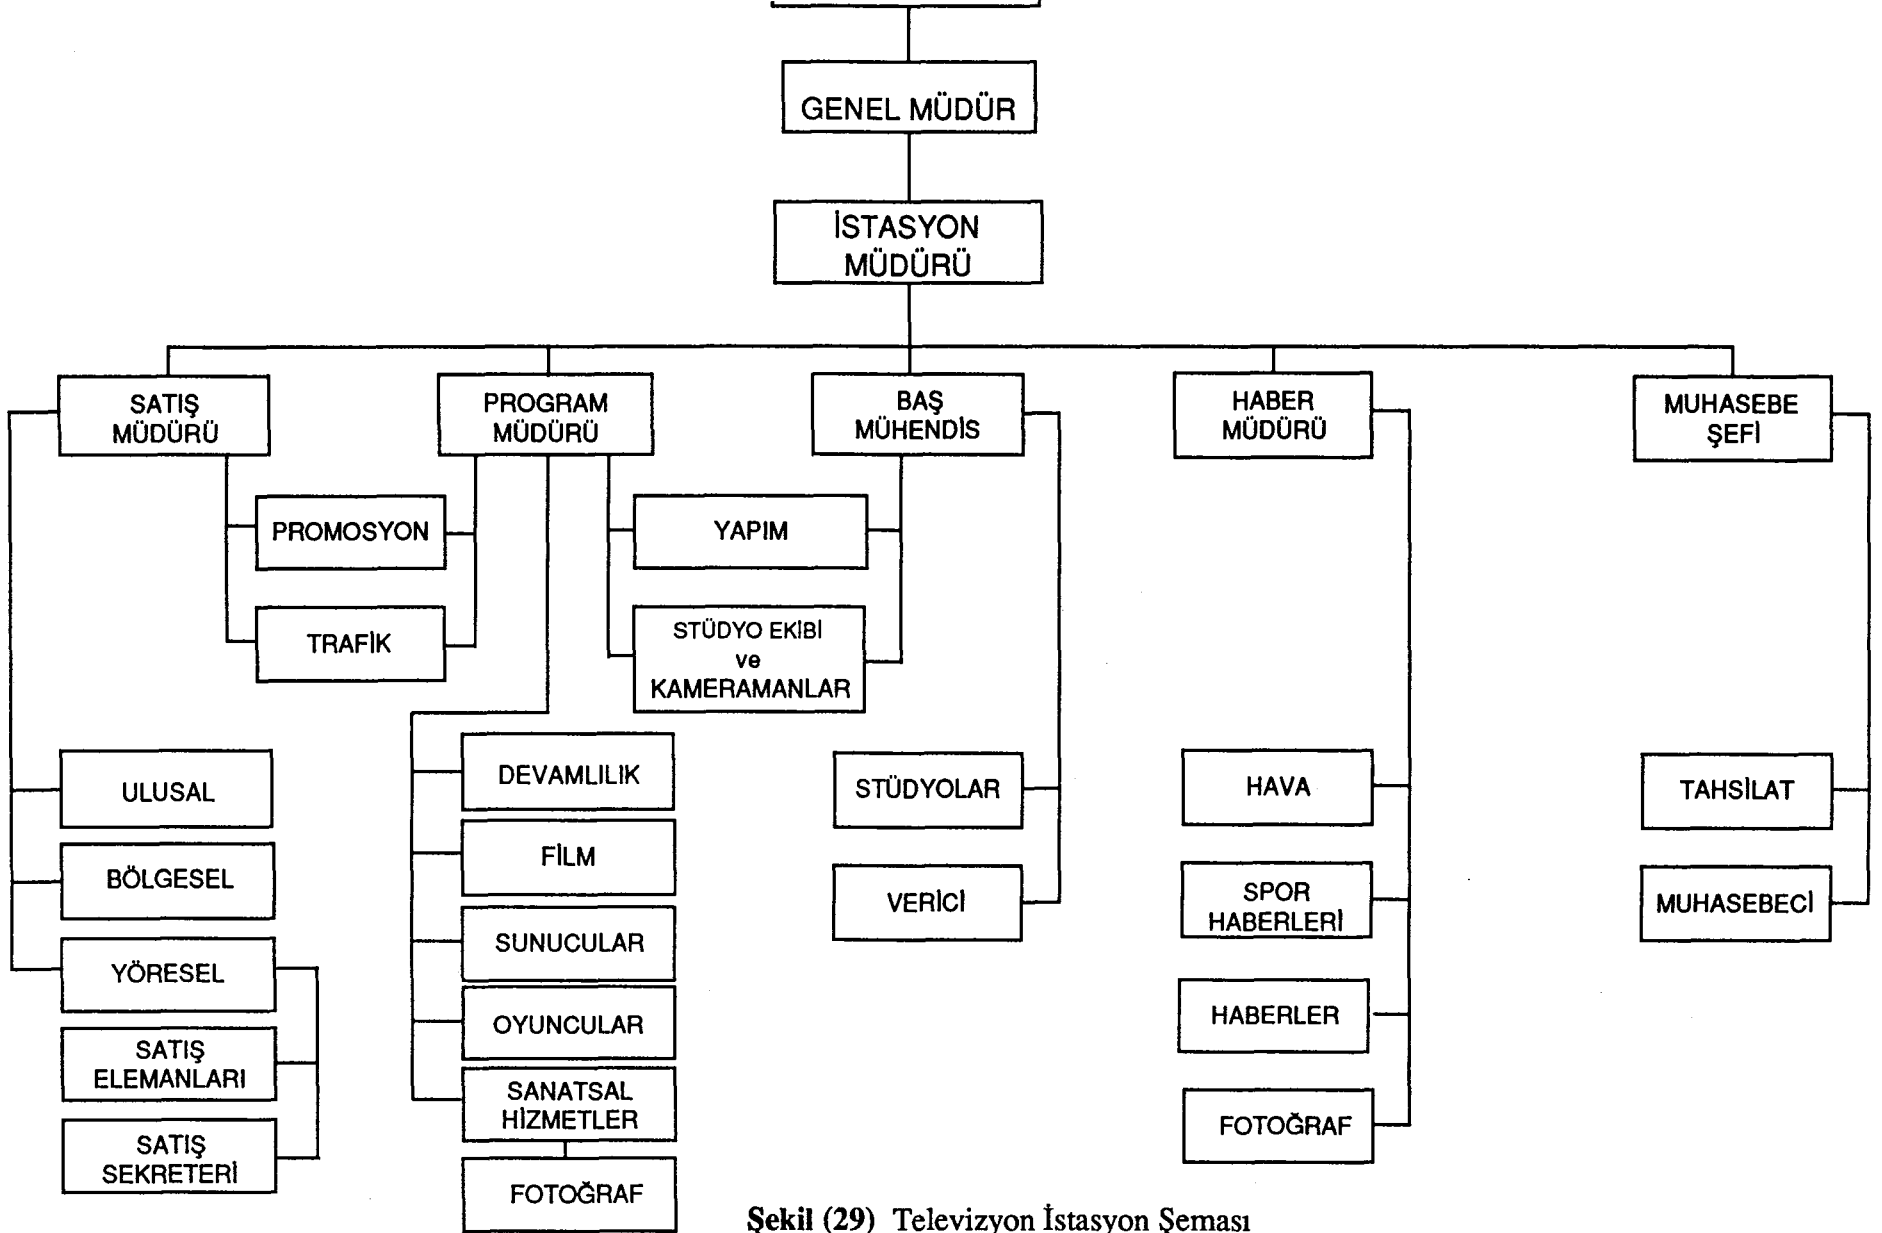 GENEL MÜDÜR
İSTASYON
MÜDÜRÜ
SATIŞ
MÜDÜRÜ
PROGRAM
MÜDÜRÜ
BAŞ
MÜHENDİS
HABER
MÜDÜRÜ
MUHASEBE
ŞEFİ
PROMOSYON
TRAFİK
YAPIM
STÜDYO EKİBİ
ve
KAMERAMANLAR
ULUSAL
BÖLGESEL
YÖRESEL
SATIŞ
ELEMANLARI
SATIŞ
SEKRETERİ
DEVAMLILIK
FİLM
SUNUCULAR
OYUNCULAR
SANATSAL
HİZMETLER
FOTOĞRAF
STÜDYOLAR
VERİCİ
HAVA
SPOR
HABERLERİ
HABERLER
FOTOĞRAF
TAHSİLAT
MUHASEBECİ
Şekil (29) Televizyon İstasyon Şeması